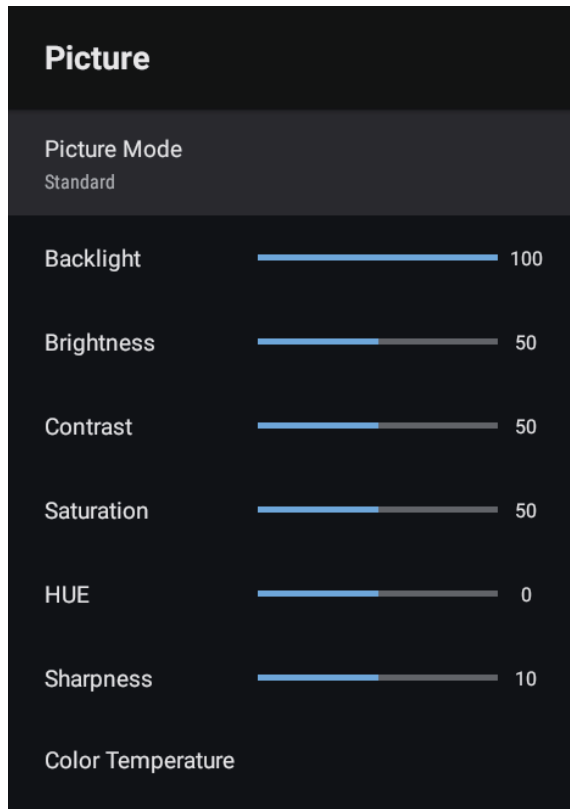 Picture
Picture Mode
Standard
Backlight 100
Brightness 50
Contrast 50
Saturation 50
HUE 0
Sharpness 10
Color Temperature